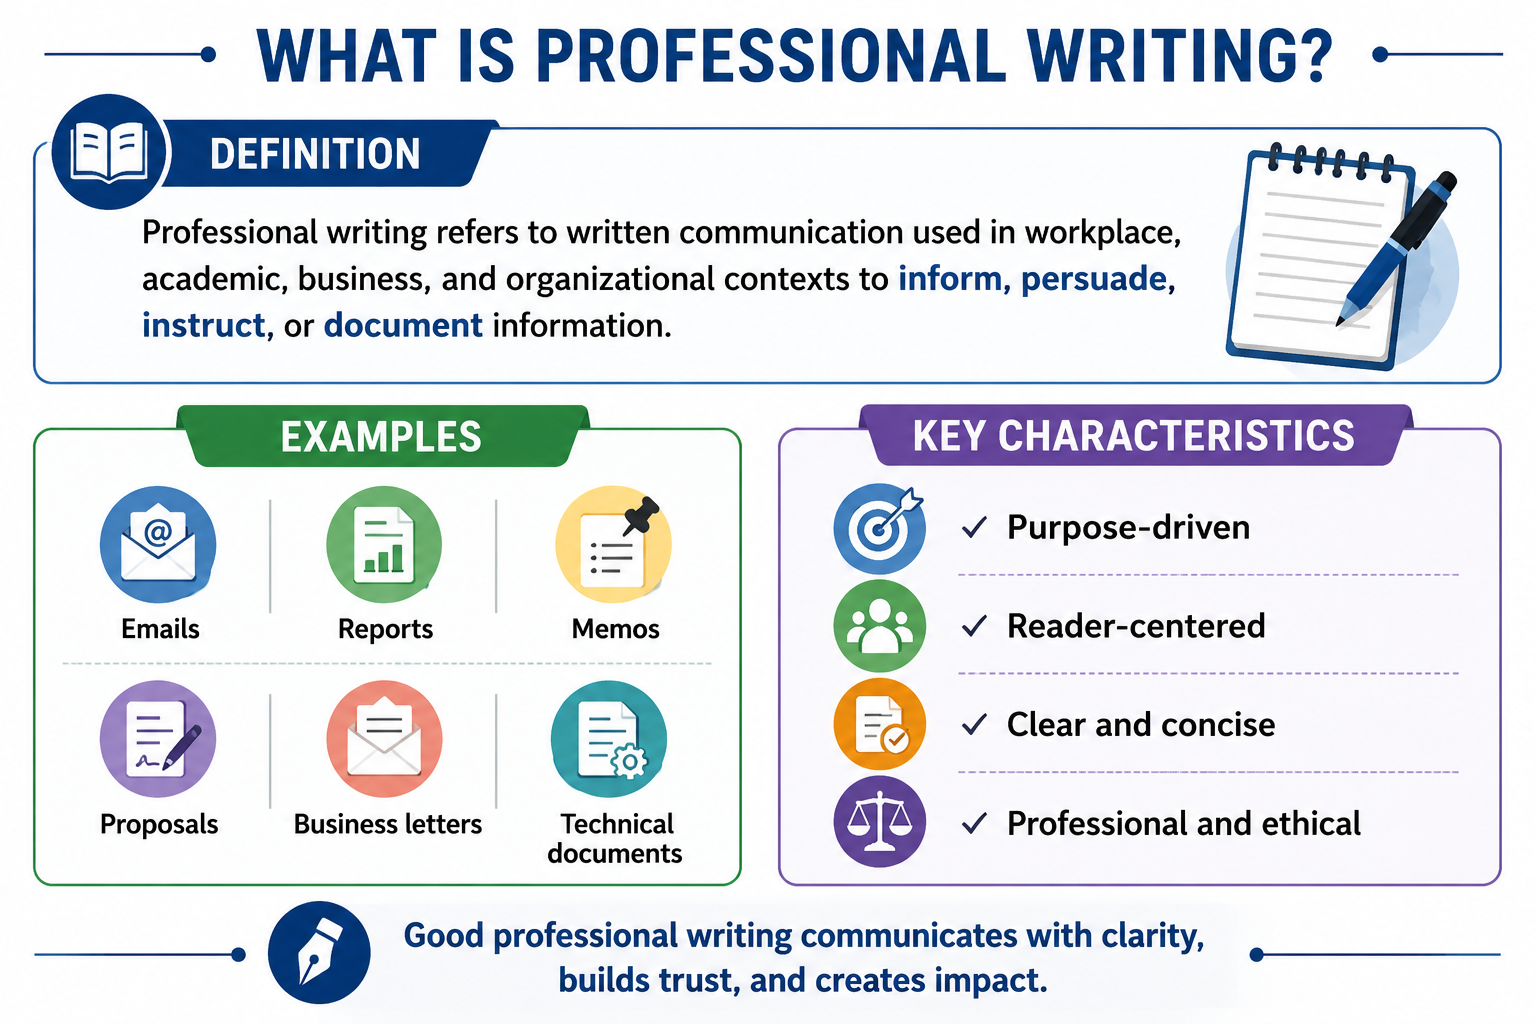 WHAT IS PROFESSIONAL WRITING?
DEFINITION
Professional writing refers to written communication used in workplace,
academic, business, and organizational contexts to inform, persuade,
instruct, or document information.
EXAMPLES
@
Emails
Reports
Memos
Proposals
Business letters
Technical
documents
KEY CHARACTERISTICS
✓ Purpose-driven
✓ Reader-centered
✓ Clear and concise
✓ Professional and ethical
Good professional writing communicates with clarity,
builds trust, and creates impact.